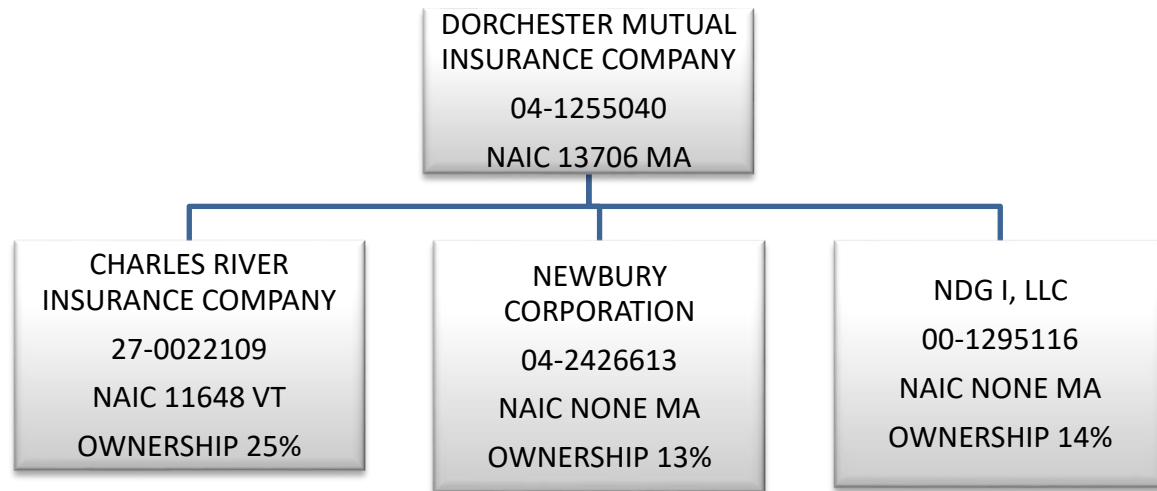 DORCHESTER MUTUAL
INSURANCE COMPANY
04-1255040
NAIC 13706 MA
CHARLES RIVER
INSURANCE COMPANY
27-0022109
NAIC 11648 VT
OWNERSHIP 25%
NEWBURY
CORPORATION
04-2426613
NAIC NONE MA
OWNERSHIP 13%
NDG I, LLC
00-1295116
NAIC NONE MA
OWNERSHIP 14%